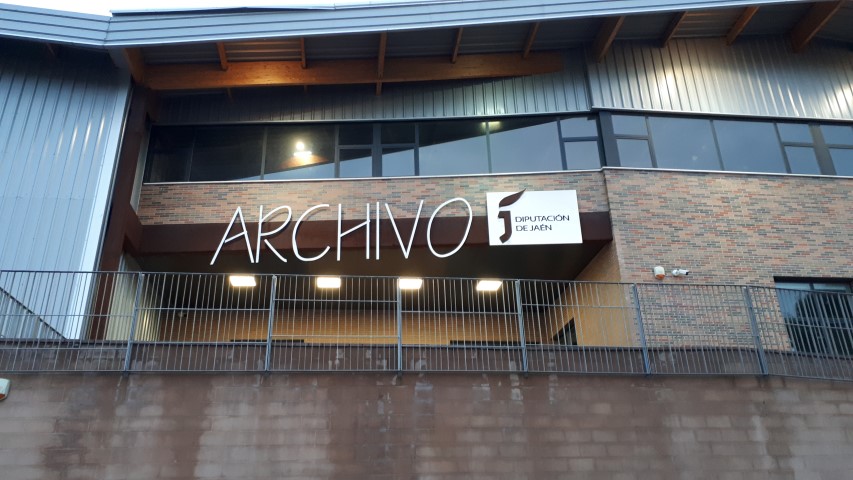 ARCHIVO
DIPUTACIÓN
DE JAÉN